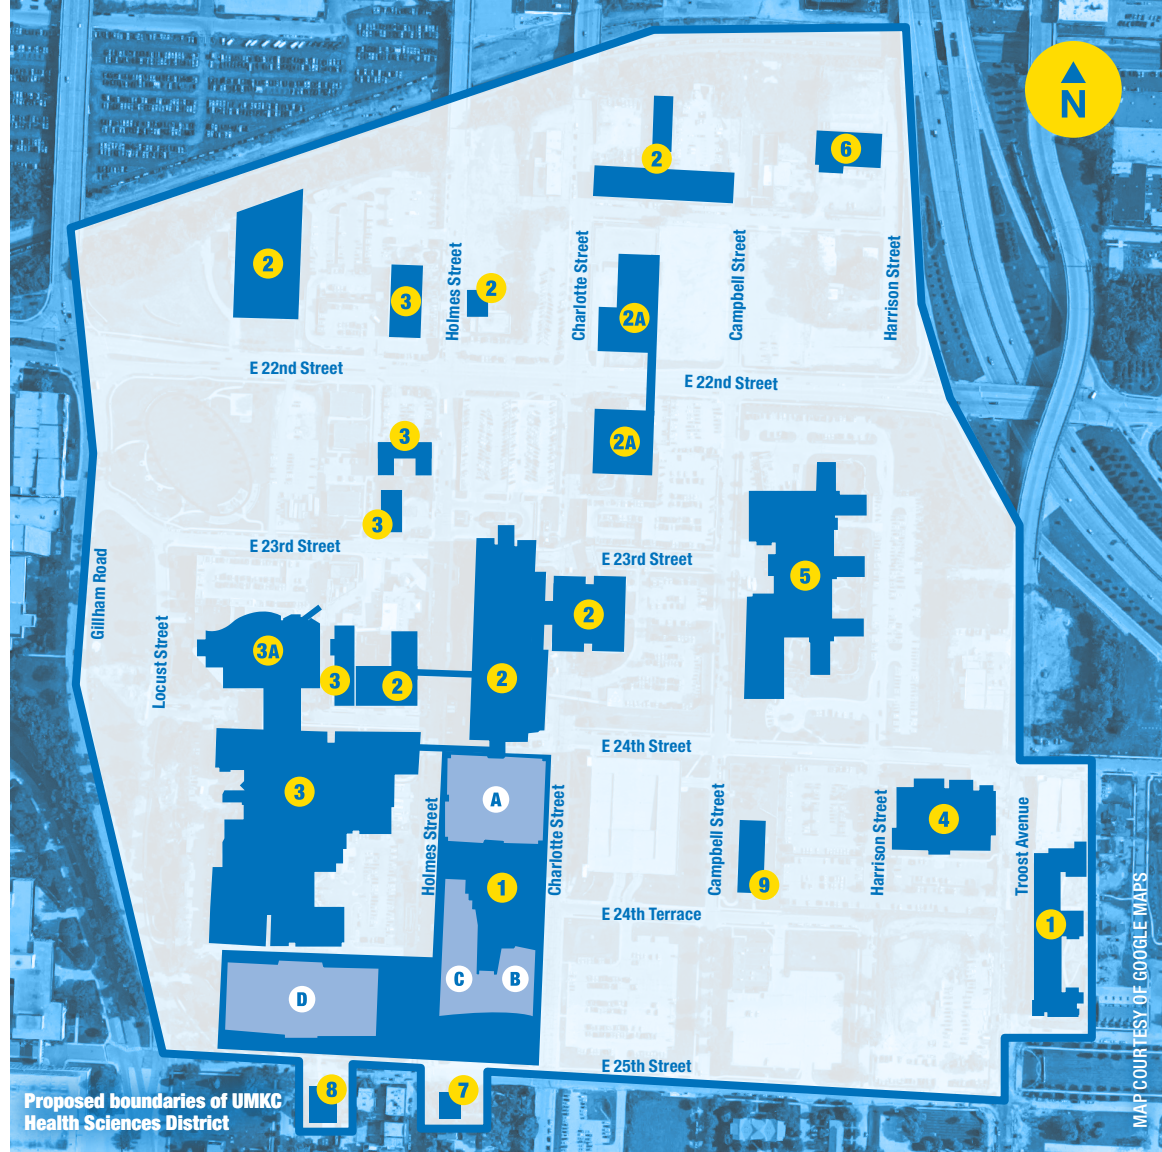 N
2
6
2
3
Holmes Street
2
Charlotte Street
2A
Campbell Street
Harrison Street
E 22nd Street
E 22nd Street
3
2A
3
E 23rd Street
E 23rd Street
Gillham Road
Locust Street
3A
3
2
2
2
5
E 24th Street
3
A
Holmes Street
Charlotte Street
1
Campbell Street
9
Harrison Street
4
Troost Avenue
1
E 24th Terrace
D
C
B
E 25th Street
8
7
Proposed boundaries of UMKC
Health Sciences District
MAP COURTESY OF GOOGLE MAPS